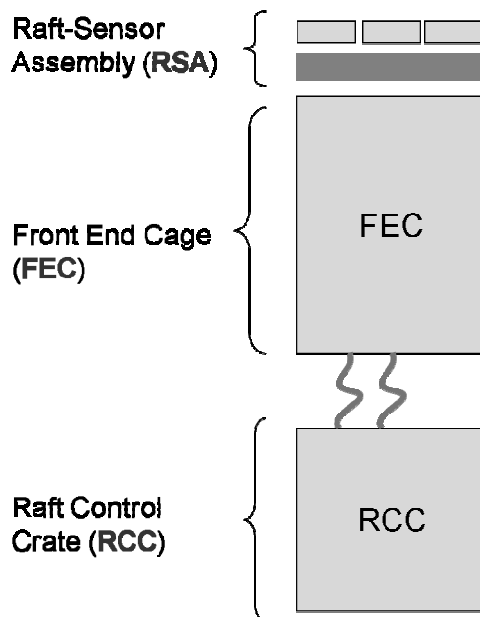 Raft-Sensor
Assembly (RSA)
Front End Cage
(FEC)
FEC
Raft Control
Crate (RCC)
RCC